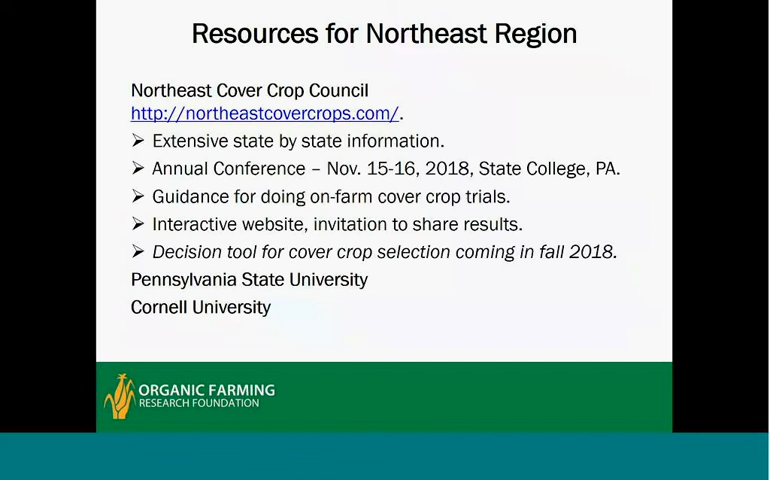 Resources for Northeast Region
Northeast Cover Crop Council
http://northeastcovercrops.com/.
➢ Extensive state by state information.
➢ Annual Conference – Nov. 15-16, 2018, State College, PA.
➢ Guidance for doing on-farm cover crop trials.
➢ Interactive website, invitation to share results.
➢ Decision tool for cover crop selection coming in fall 2018.
Pennsylvania State University
Cornell University
ORGANIC FARMING
RESEARCH FOUNDATION